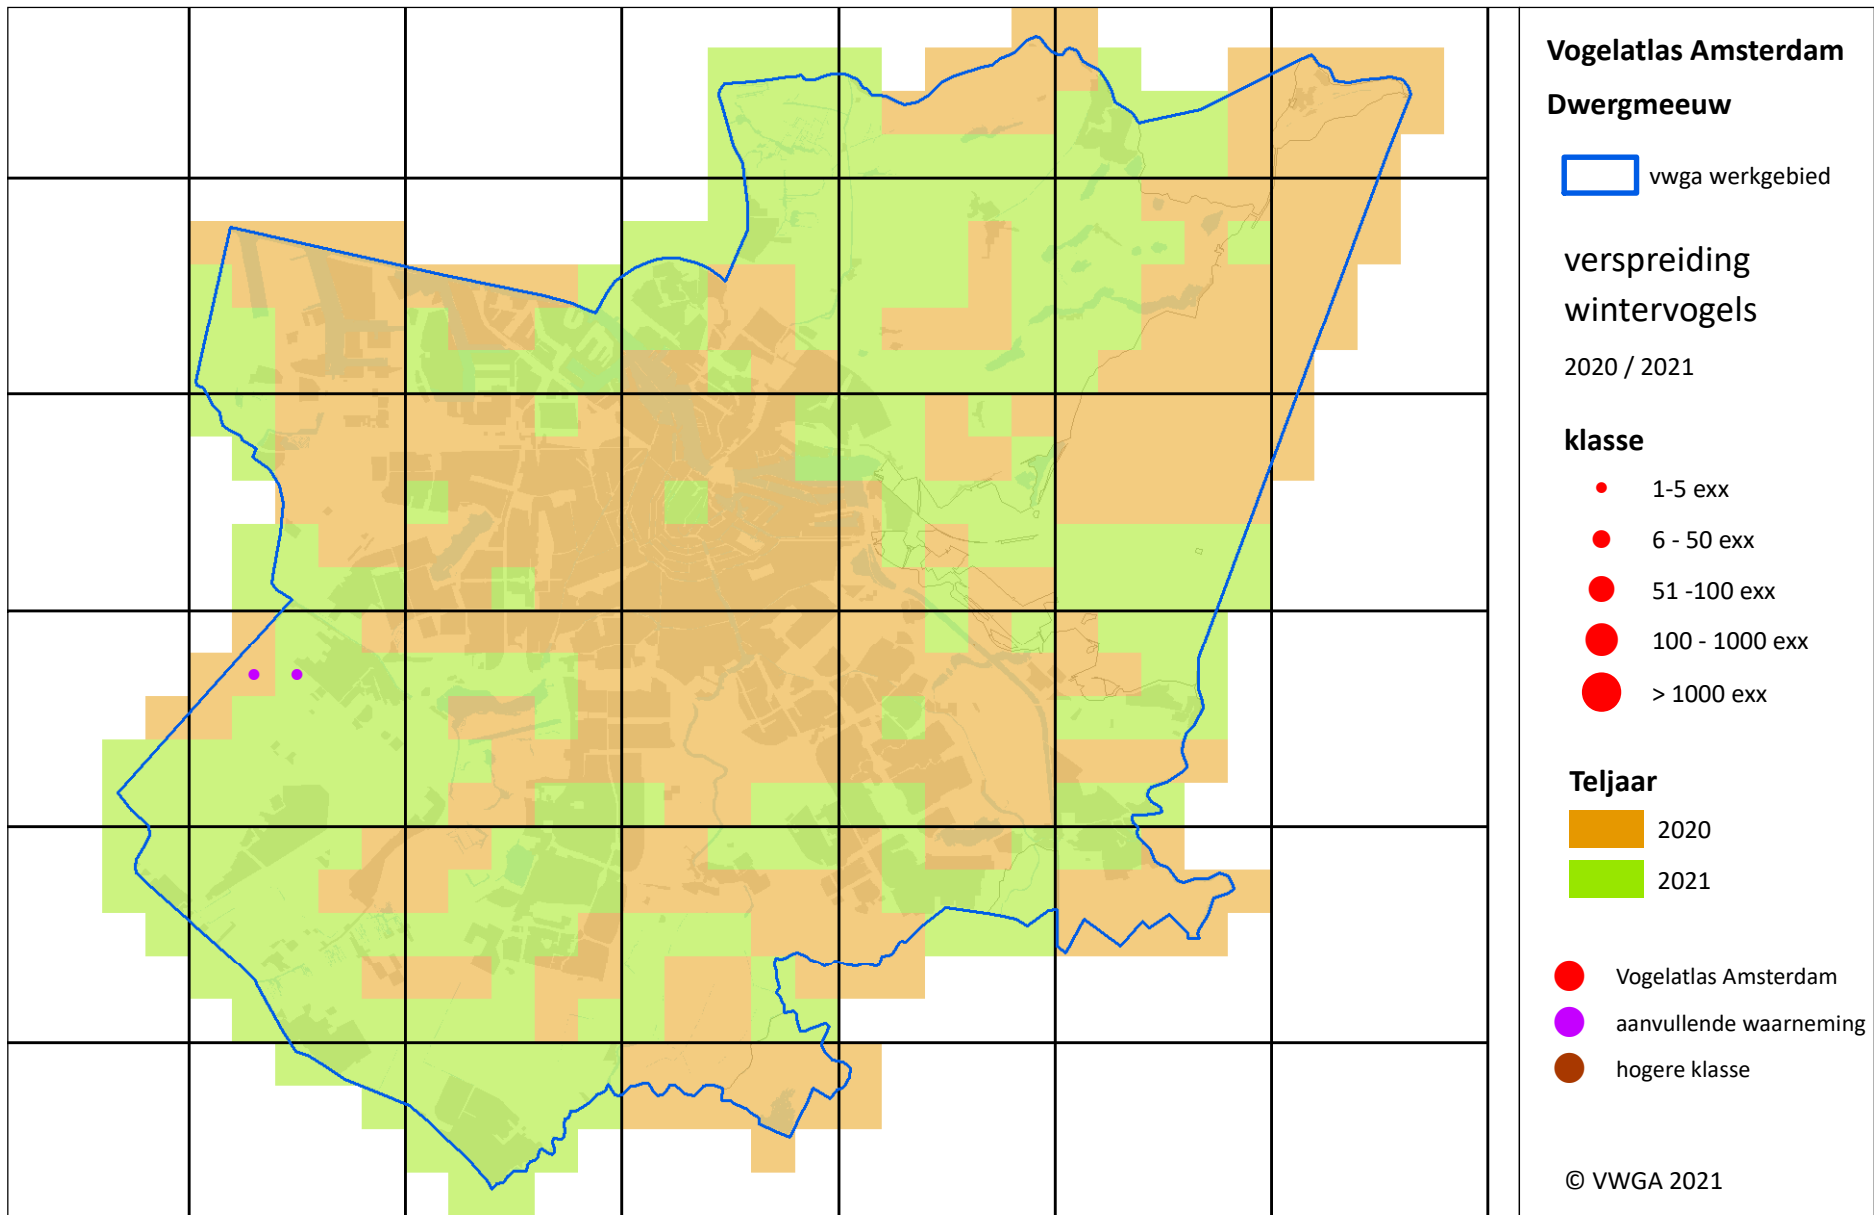 Vogelatlas Amsterdam
Dwergmeeuw
vwga werkgebied
verspreiding
wintervogels
2020 / 2021
klasse
1-5 exx
6 - 50 exx
51 -100 exx
100 - 1000 exx
> 1000 exx
Teljaar
2020
2021
Vogelatlas Amsterdam
aanvullende waarneming
hogere klasse
© VWGA 2021